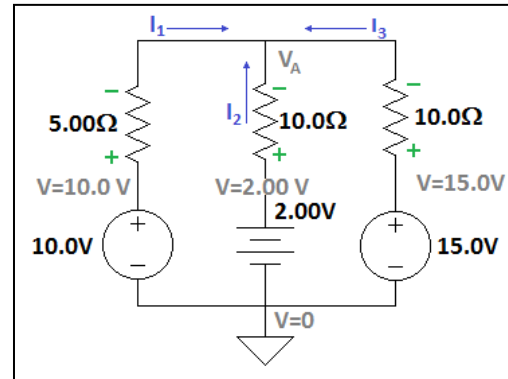 I1 I3
VA
−
−
−
5.00Ω
I2
10.0Ω
10.0Ω
+
+
+
V=10.0 V
V=2.00 V
V=15.0V
2.00V
+
+
10.0V
15.0V
−
−
V=0